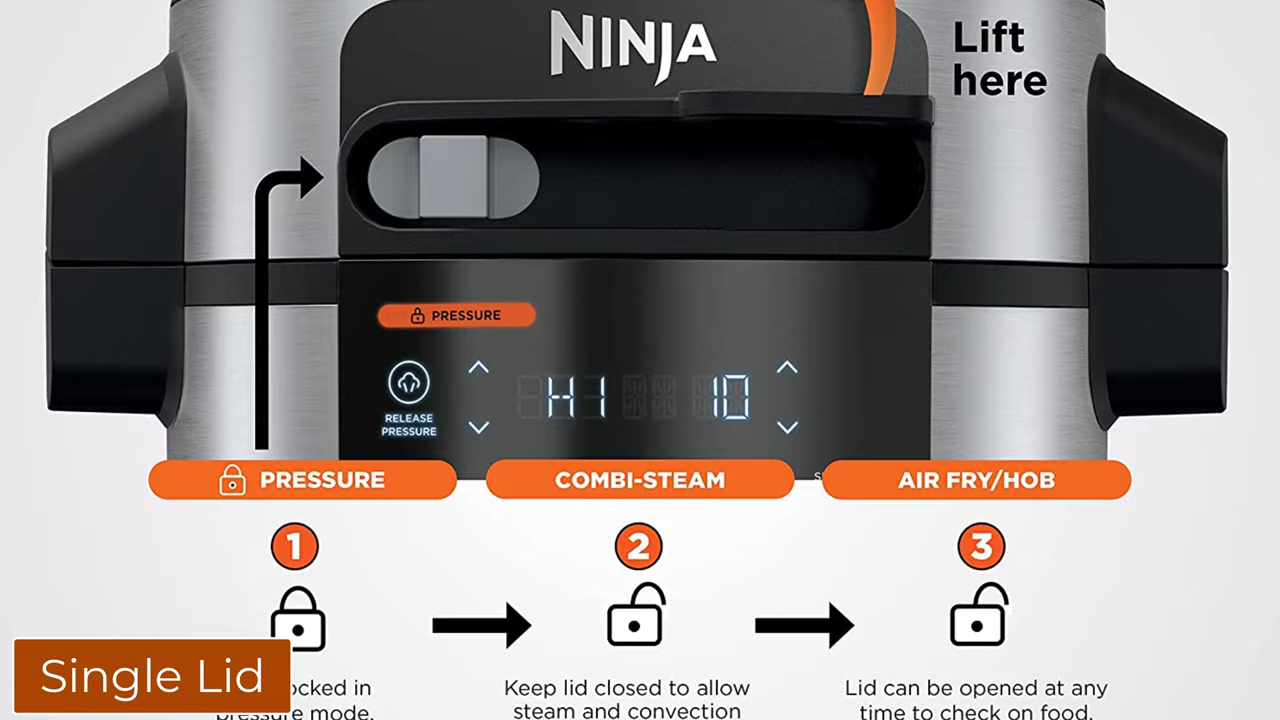 NINJA
Lift
here
PRESSURE
RELEASE
PRESSURE
HI 10
PRESSURE
COMBI-STEAM
AIR FRY/HOB
1
2
3
Single Lid
in
pressure mode.
Keep lid closed to allow
steam and convection
Lid can be opened at any
time to check on food.